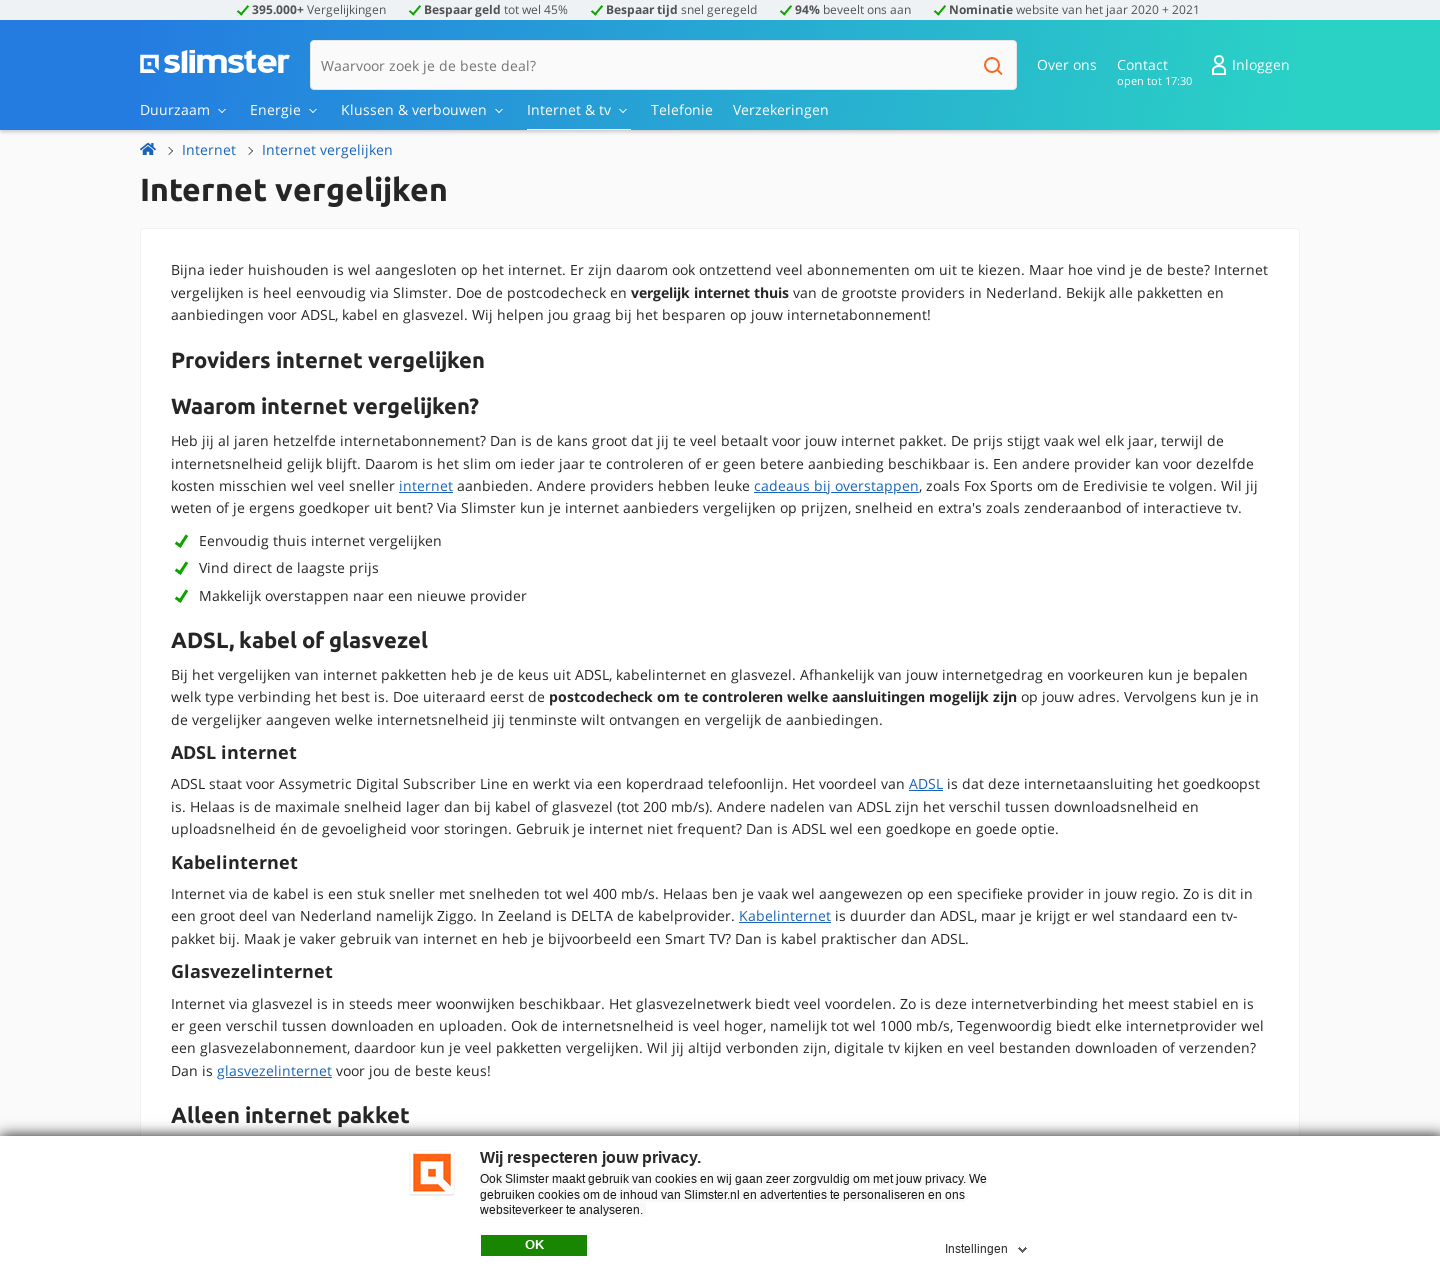 395.000+ Vergelijkingen Bespaar geld tot wel 45% Bespaar tijd snel geregeld 94% beveelt ons aan Nominatie website van het jaar 2020 + 2021
slimster
Waarvoor zoek je de beste deal?
Over ons
Contact
open tot 17:30
Inloggen
Duurzaam Energie Klussen & verbouwen Internet & tv Telefonie Verzekeringen
Internet Internet vergelijken
Internet vergelijken
Bijna ieder huishouden is wel aangesloten op het internet. Er zijn daarom ook ontzettend veel abonnementen om uit te kiezen. Maar hoe vind je de beste? Internet
vergelijken is heel eenvoudig via Slimster. Doe de postcodecheck en vergelijk internet thuis van de grootste providers in Nederland. Bekijk alle pakketten en
aanbiedingen voor ADSL, kabel en glasvezel. Wij helpen jou graag bij het besparen op jouw internetabonnement!
Providers internet vergelijken
Waarom internet vergelijken?
Heb jij al jaren hetzelfde internetabonnement? Dan is de kans groot dat jij te veel betaalt voor jouw internet pakket. De prijs stijgt vaak wel elk jaar, terwijl de
internetsnelheid gelijk blijft. Daarom is het slim om ieder jaar te controleren of er geen betere aanbieding beschikbaar is. Een andere provider kan voor dezelfde
kosten misschien wel veel sneller internet aanbieden. Andere providers hebben leuke cadeaus bij overstappen, zoals Fox Sports om de Eredivisie te volgen. Wil jij
weten of je ergens goedkoper uit bent? Via Slimster kun je internet aanbieders vergelijken op prijzen, snelheid en extra's zoals zenderaanbod of interactieve tv.
Eenvoudig thuis internet vergelijken
Vind direct de laagste prijs
Makkelijk overstappen naar een nieuwe provider
ADSL, kabel of glasvezel
Bij het vergelijken van internet pakketten heb je de keus uit ADSL, kabelinternet en glasvezel. Afhankelijk van jouw internetgedrag en voorkeuren kun je bepalen
welk type verbinding het best is. Doe uiteraard eerst de postcodecheck om te controleren welke aansluitingen mogelijk zijn op jouw adres. Vervolgens kun je in
de vergelijker aangeven welke internetsnelheid jij tenminste wilt ontvangen en vergelijk de aanbiedingen.
ADSL internet
ADSL staat voor Assymetric Digital Subscriber Line en werkt via een koperdraad telefoonlijn. Het voordeel van ADSL is dat deze internetaansluiting het goedkoopst
is. Helaas is de maximale snelheid lager dan bij kabel of glasvezel (tot 200 mb/s). Andere nadelen van ADSL zijn het verschil tussen downloadsnelheid en
uploadsnelheid én de gevoeligheid voor storingen. Gebruik je internet niet frequent? Dan is ADSL wel een goedkope en goede optie.
Kabelinternet
Internet via de kabel is een stuk sneller met snelheden tot wel 400 mb/s. Helaas ben je vaak wel aangewezen op een specifieke provider in jouw regio. Zo is dit in
een groot deel van Nederland namelijk Ziggo. In Zeeland is DELTA de kabelprovider. Kabelinternet is duurder dan ADSL, maar je krijgt er wel standaard een tv-
pakket bij. Maak je vaker gebruik van internet en heb je bijvoorbeeld een Smart TV? Dan is kabel praktischer dan ADSL.
Glasvezelinternet
Internet via glasvezel is in steeds meer woonwijken beschikbaar. Het glasvezelnetwerk biedt veel voordelen. Zo is deze internetverbinding het meest stabiel en is
er geen verschil tussen downloaden en uploaden. Ook de internetsnelheid is veel hoger, namelijk tot wel 1000 mb/s, Tegenwoordig biedt elke internetprovider wel
een glasvezelabonnement, daardoor kun je veel pakketten vergelijken. Wil jij altijd verbonden zijn, digitale tv kijken en veel bestanden downloaden of verzenden?
Dan is glasvezelinternet voor jou de beste keus!
Alleen internet pakket
Wij respecteren jouw privacy.
Ook Slimster maakt gebruik van cookies en wij gaan zeer zorgvuldig om met jouw privacy. We
gebruiken cookies om de inhoud van Slimster.nl en advertenties te personaliseren en ons
websiteverkeer te analyseren.
OK
Instellingen